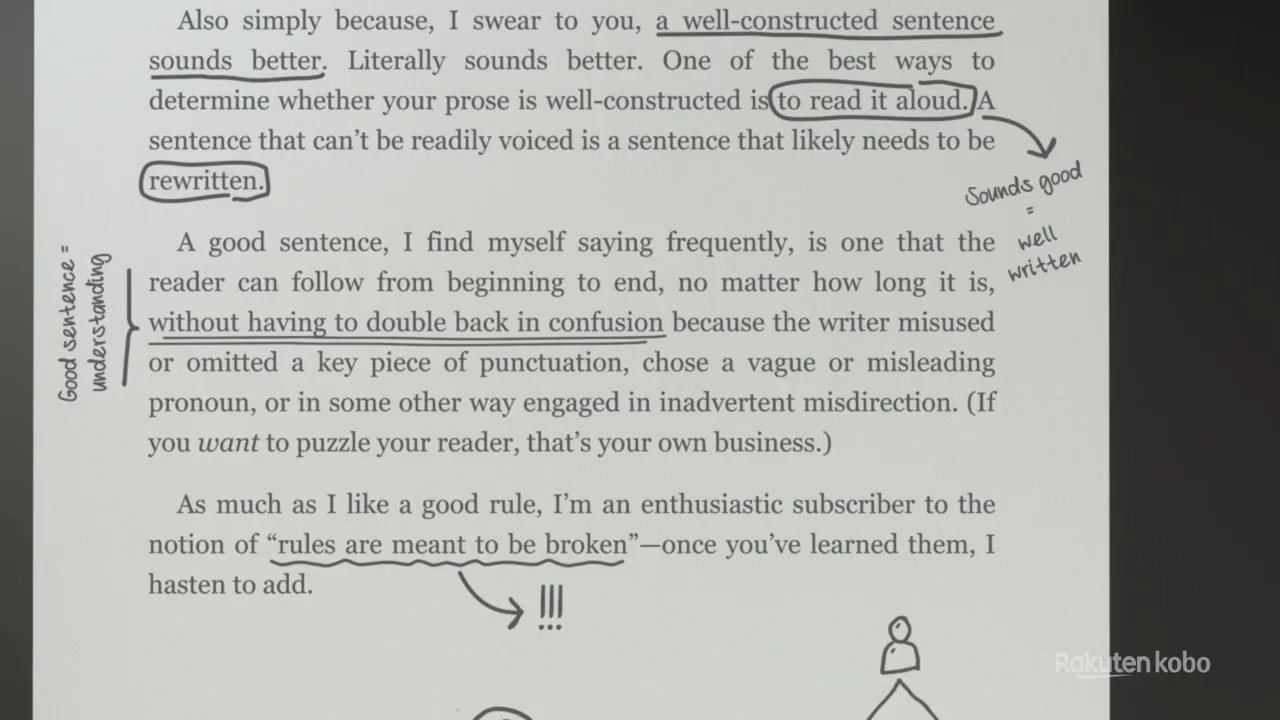 Also simply because, I swear to you, a well-constructed sentence
sounds better. Literally sounds better. One of the best ways to
determine whether your prose is well-constructed is to read it aloud. A
sentence that can’t be readily voiced is a sentence that likely needs to be
rewritten.
Sounds good
=
well
written
Good sentence =
understanding
A good sentence, I find myself saying frequently, is one that the
reader can follow from beginning to end, no matter how long it is,
without having to double back in confusion because the writer misused
or omitted a key piece of punctuation, chose a vague or misleading
pronoun, or in some other way engaged in inadvertent misdirection. (If
you want to puzzle your reader, that’s your own business.)
As much as I like a good rule, I’m an enthusiastic subscriber to the
notion of “rules are meant to be broken”—once you’ve learned them, I
hasten to add.
!!!
Rakuten kobo